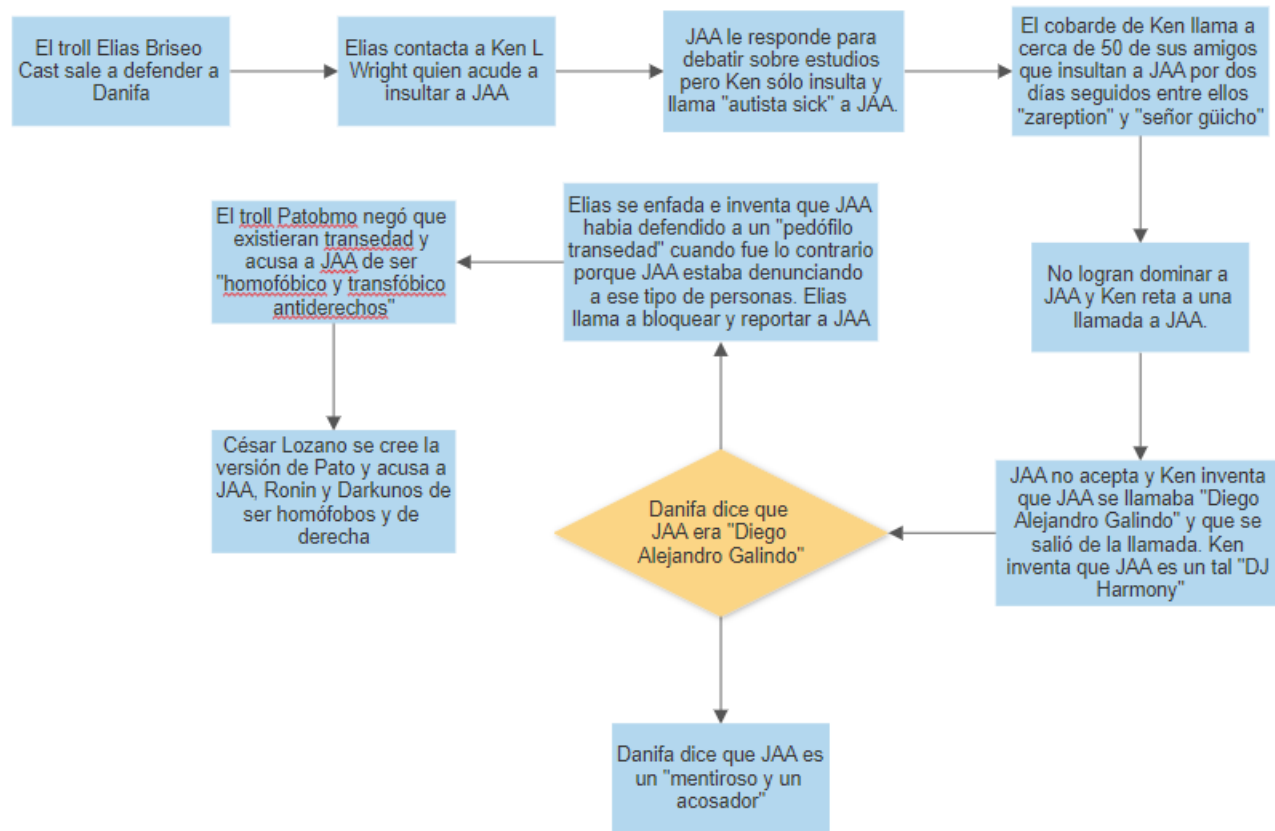 El troll Elias Briseo
Cast sale a defender a
Danifa
Elias contacta a Ken L
Wright quien acude a
insultar a JAA
JAA le responde para
debatir sobre estudios
pero Ken sólo insulta y
llama "autista sick" a JAA.
El cobarde de Ken llama a
cerca de 50 de sus amigos
que insultan a JAA por dos
días seguidos entre ellos
"zareption" y "señor güicho"
No logran dominar a
JAA y Ken reta a una
llamada a JAA.
JAA no acepta y Ken inventa
que JAA se llamaba "Diego
Alejandro Galindo" y que se
salió de la llamada. Ken
inventa que JAA es un tal "DJ
Harmony"
Danifa dice que
JAA era "Diego
Alejandro Galindo"
Elias se enfada e inventa que JAA
habia defendido a un "pedófilo
transedad" cuando fue lo contrario
porque JAA estaba denunciando
a ese tipo de personas. Elias
llama a bloquear y reportar a JAA
El troll Patobmo negó que
existieran transedad y
acusa a JAA de ser
"homofóbico y transfóbico
antiderechos"
César Lozano se cree la
versión de Pato y acusa a
JAA, Ronin y Darkunos de
ser homófobos y de
derecha
Danifa dice que JAA es
un "mentiroso y un
acosador"